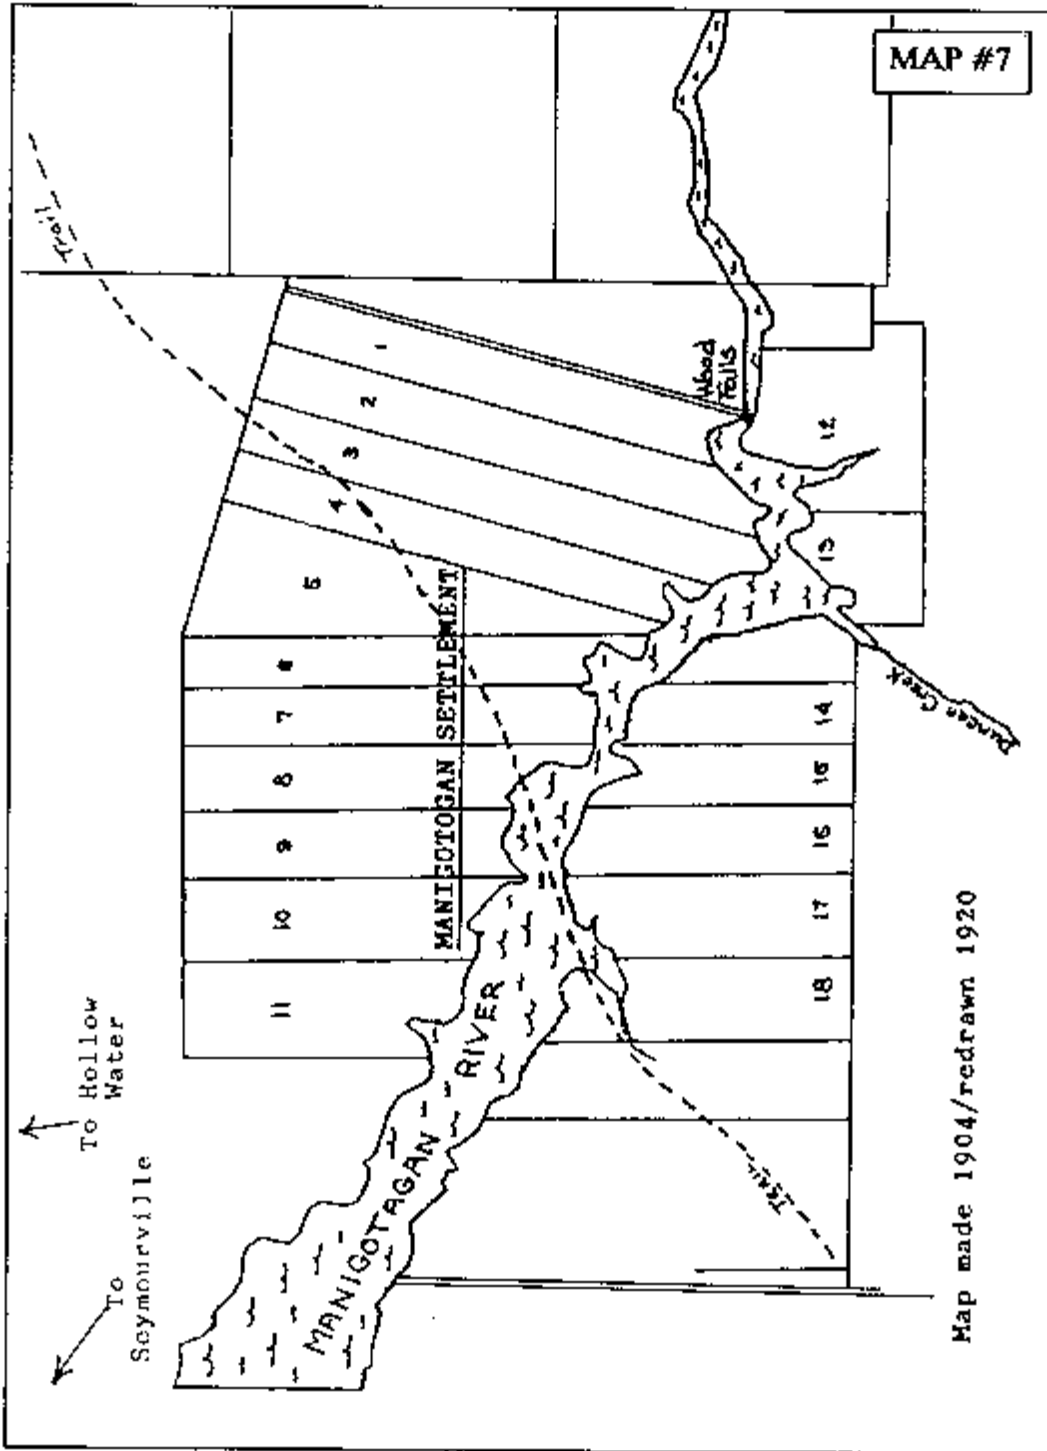 MAP #7
To Hollow
Water
To
Seymourville
Trail
1
2
3
4
5
6
7
8
9
10
11
MANIGOTOGAN SETTLEMENT
Wood
Falls
12
13
14
15
16
17
18
MANIGOTAGAN RIVER
Duncan Creek
Trail
Map made 1904/redrawn 1920